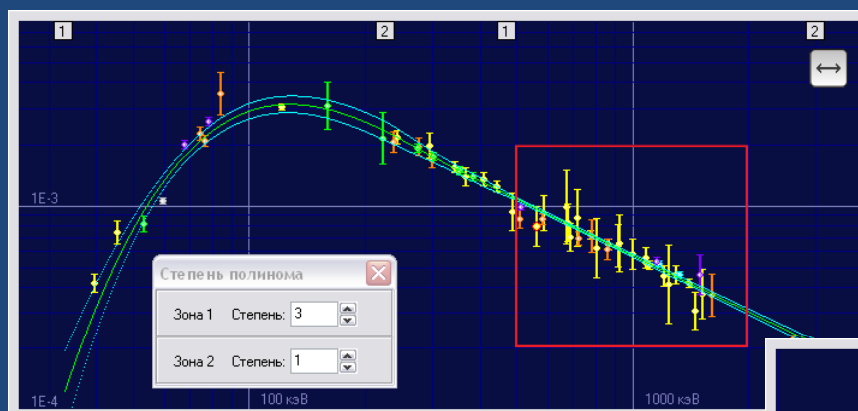 1 2 1 2
1E-3
Степень полинома
Зона 1 Степень: 3
Зона 2 Степень: 1
1E-4 100 кэВ 1000 кэВ